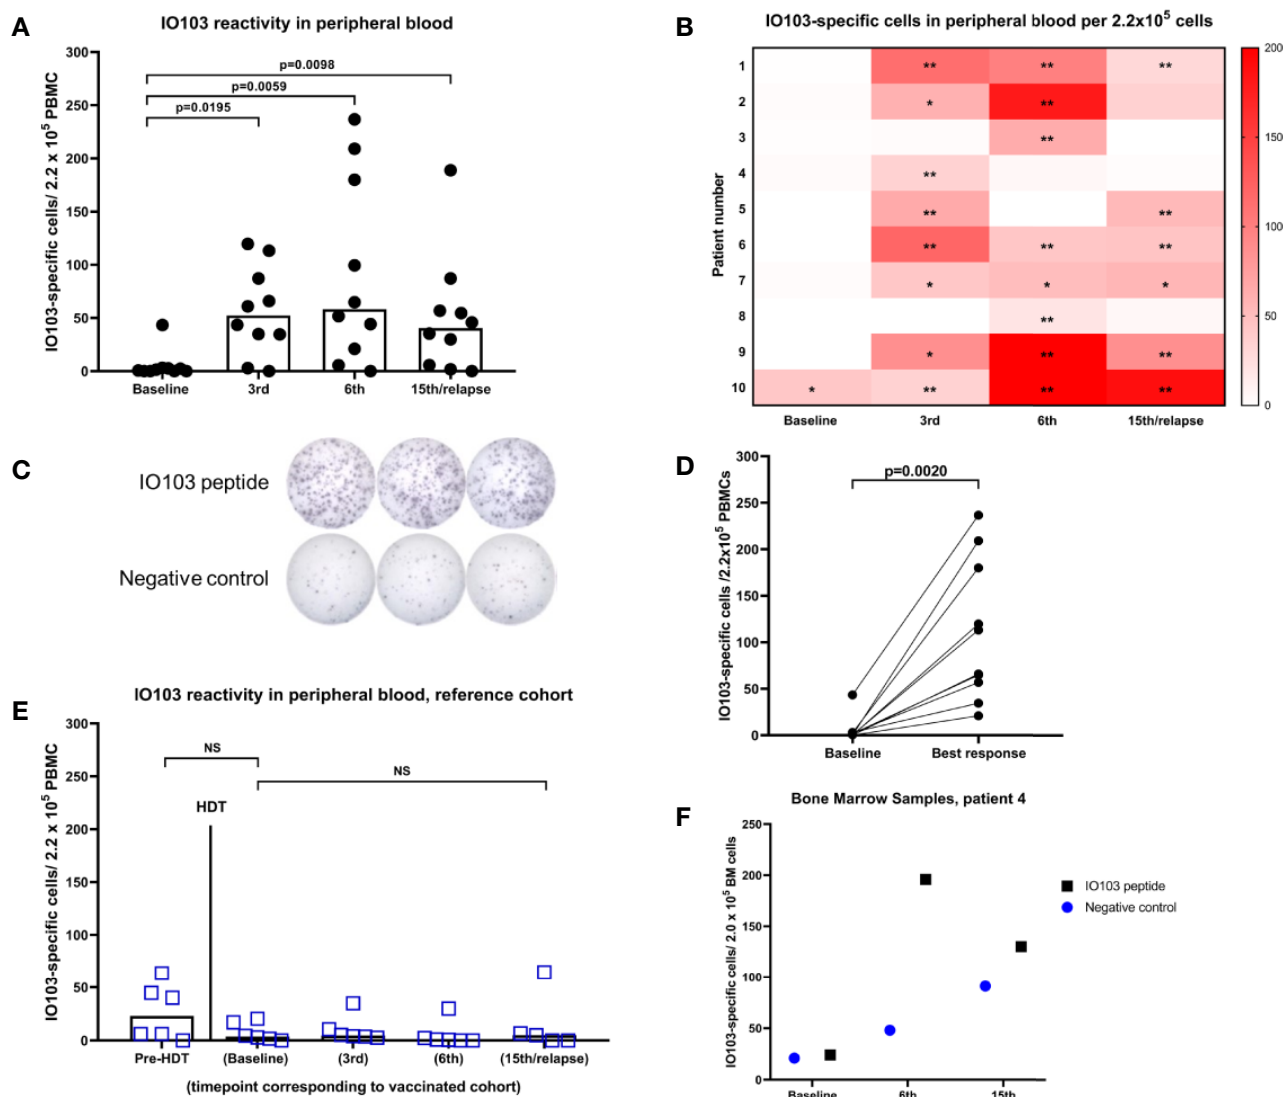 A
IO103 reactivity in peripheral blood
IO103-specific cells/ 2.2 x 10⁵ PBMC
300
250
200
150
100
50
0
p=0.0098
p=0.0059
p=0.0195
Baseline 3rd 6th 15th/relapse
B
IO103-specific cells in peripheral blood per 2.2x10⁵ cells
Patient number
1 ** ** **
2 * **
3 **
4 **
5 ** **
6 ** ** **
7 * * *
8 **
9 * ** **
10 * ** ** **
Baseline 3rd 6th 15th/relapse
200
150
100
50
0
C
IO103 peptide
Negative control
D
IO103-specific cells /2.2x10⁵ PBMCs
300
250
200
150
100
50
0
p=0.0020
Baseline Best response
E
IO103 reactivity in peripheral blood, reference cohort
IO103-specific cells/ 2.2 x 10⁵ PBMC
300
250
200
150
100
50
0
NS
NS
HDT
Pre-HDT (Baseline) (3rd) (6th) (15th/relapse)
(timepoint corresponding to vaccinated cohort)
F
Bone Marrow Samples, patient 4
IO103-specific cells/ 2.0 x 10⁵ BM cells
250
200
150
100
50
0
Baseline 6th 15th
IO103 peptide
Negative control